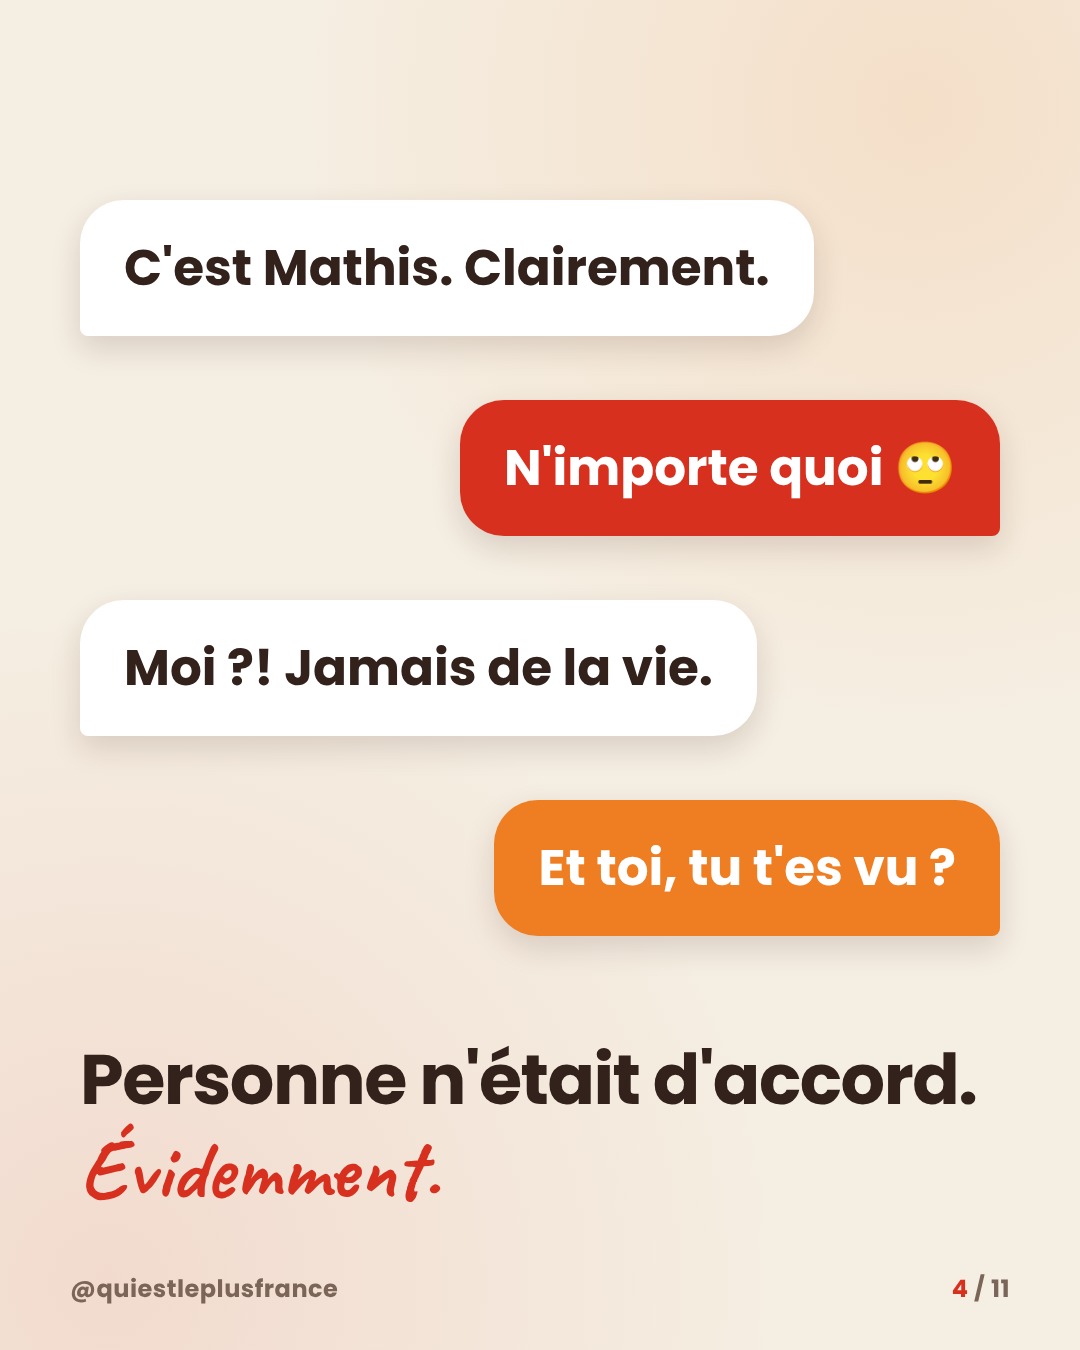 C'est Mathis. Clairement.
N'importe quoi 🙄
Moi ?! Jamais de la vie.
Et toi, tu t'es vu ?
Personne n'était d'accord.
Évidemment.
@quiestleplusfrance
4 / 11